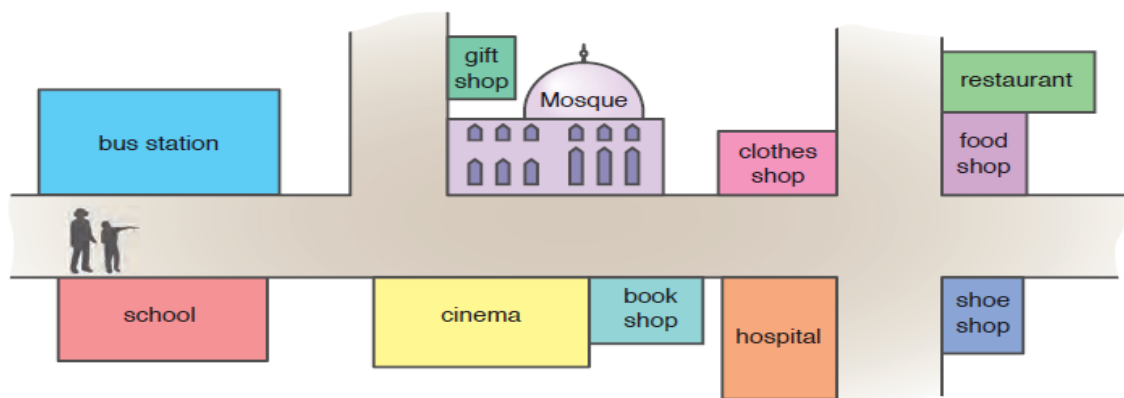 gift
shop
Mosque
restaurant
bus station
clothes
shop
food
shop
school
cinema
book
shop
hospital
shoe
shop